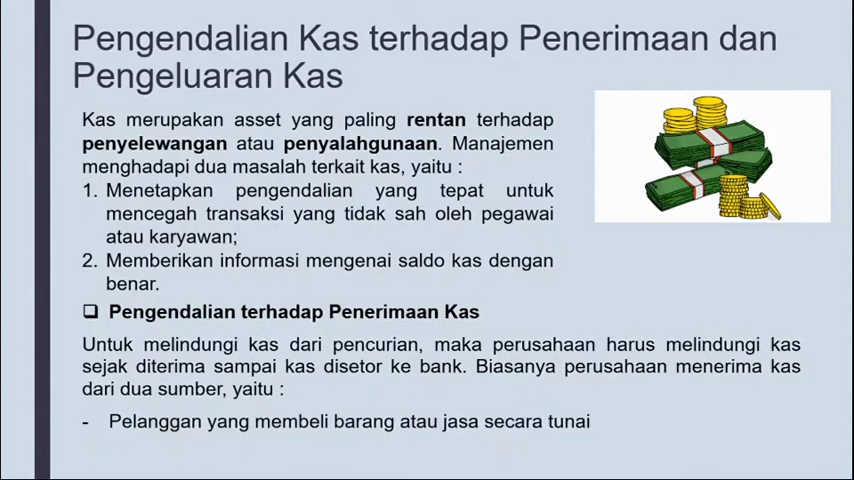 Pengendalian Kas terhadap Penerimaan dan
Pengeluaran Kas
Kas merupakan asset yang paling rentan terhadap
penyelewangan atau penyalahgunaan. Manajemen
menghadapi dua masalah terkait kas, yaitu :
1. Menetapkan pengendalian yang tepat untuk
mencegah transaksi yang tidak sah oleh pegawai
atau karyawan;
2. Memberikan informasi mengenai saldo kas dengan
benar.
❑ Pengendalian terhadap Penerimaan Kas
Untuk melindungi kas dari pencurian, maka perusahaan harus melindungi kas
sejak diterima sampai kas disetor ke bank. Biasanya perusahaan menerima kas
dari dua sumber, yaitu :
- Pelanggan yang membeli barang atau jasa secara tunai